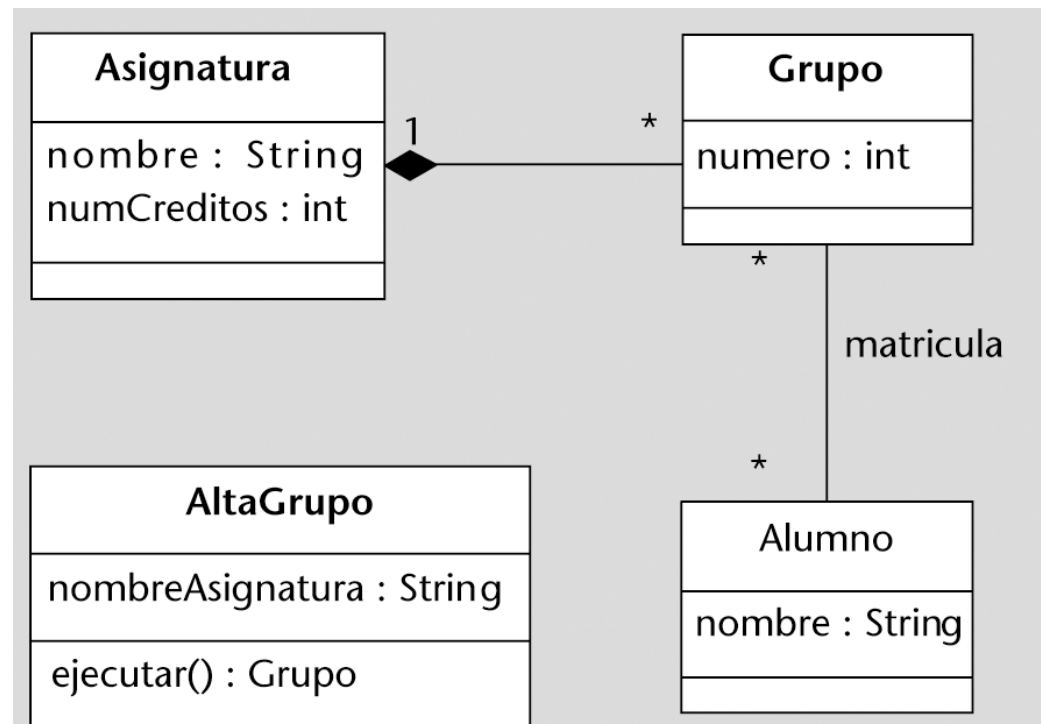 Asignatura
nombre : String
numCreditos : int
1
*
Grupo
numero : int
*
matricula
*
Alumno
nombre : String
AltaGrupo
nombreAsignatura : String
ejecutar() : Grupo